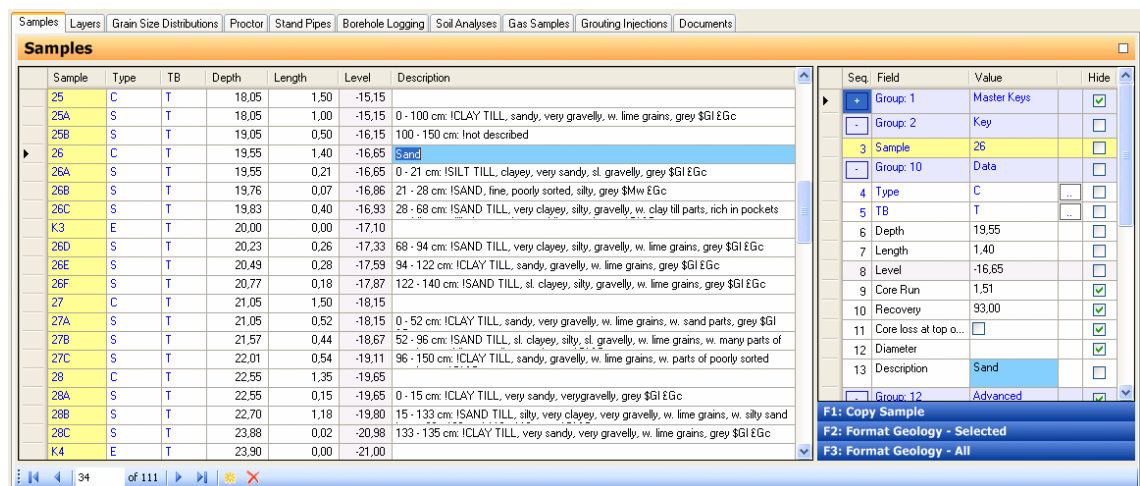 Samples Layers Grain Size Distributions Proctor Stand Pipes Borehole Logging Soil Analyses Gas Samples Grouting Injections Documents
Samples
Sample Type TB Depth Length Level Description
25 C T 18,05 1,50 -15,15
25A S T 18,05 1,00 -15,15 0 - 100 cm: !CLAY TILL, sandy, very gravelly, w. lime grains, grey $Gl £Gc
25B S T 19,05 0,50 -16,15 100 - 150 cm: !not described
26 C T 19,55 1,40 -16,65 Sand
26A S T 19,55 0,21 -16,65 0 - 21 cm: !SILT TILL, clayey, very sandy, sl. gravelly, grey $Gl £Gc
26B S T 19,76 0,07 -16,86 21 - 28 cm: !SAND, fine, poorly sorted, silty, grey $Mw £Gc
26C S T 19,83 0,40 -16,93 28 - 68 cm: !SAND TILL, very clayey, silty, gravelly, w. clay till parts, rich in pockets
K3 E T 20,00 0,00 -17,10
26D S T 20,23 0,26 -17,33 68 - 94 cm: !SAND TILL, very clayey, silty, gravelly, w. lime grains, grey $Gl £Gc
26E S T 20,49 0,28 -17,59 94 - 122 cm: !CLAY TILL, sandy, gravelly, w. lime grains, grey $Gl £Gc
26F S T 20,77 0,18 -17,87 122 - 140 cm: !SAND TILL, sl. clayey, silty, gravelly, w. lime grains, grey $Gl £Gc
27 C T 21,05 1,50 -18,15
27A S T 21,05 0,52 -18,15 0 - 52 cm: !CLAY TILL, sandy, very gravelly, w. lime grains, w. sand parts, grey $Gl
27B S T 21,57 0,44 -18,67 52 - 96 cm: !SAND TILL, sl. clayey, silty, sl. gravelly, w. lime grains, w. many parts of
27C S T 22,01 0,54 -19,11 96 - 150 cm: !CLAY TILL, sandy, gravelly, w. lime grains, w. parts of poorly sorted
28 C T 22,55 1,35 -19,65
28A S T 22,55 0,15 -19,65 0 - 15 cm: !CLAY TILL, very sandy, verygravelly, grey $Gl £Gc
28B S T 22,70 1,18 -19,80 15 - 133 cm: !SAND TILL, silty, very clayey, very gravelly, w. lime grains, w. silty sand
28C S T 23,88 0,02 -20,98 133 - 135 cm: !CLAY TILL, very sandy, very gravelly, w. lime grains, grey $Gl £Gc
K4 E T 23,90 0,00 -21,00
34 of 111
Seq. Field Value Hide
+ Group: 1 Master Keys
- Group: 2 Key
3 Sample 26
- Group: 10 Data
4 Type C ..
5 TB T ..
6 Depth 19,55
7 Length 1,40
8 Level -16,65
9 Core Run 1,51
10 Recovery 93,00
11 Core loss at top o...
12 Diameter
13 Description Sand
- Group: 12 Advanced
F1: Copy Sample
F2: Format Geology - Selected
F3: Format Geology - All